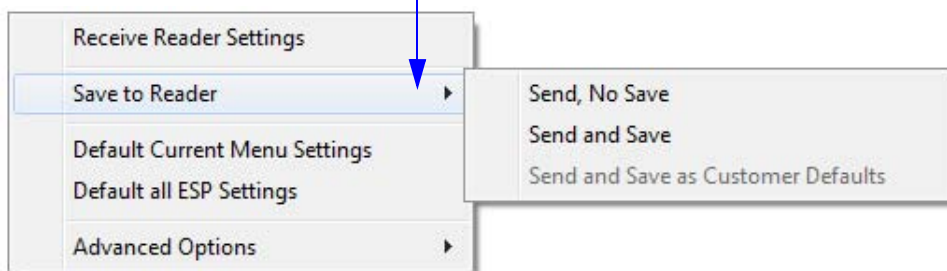 Receive Reader Settings
Save to Reader
Default Current Menu Settings
Default all ESP Settings
Advanced Options
Send, No Save
Send and Save
Send and Save as Customer Defaults